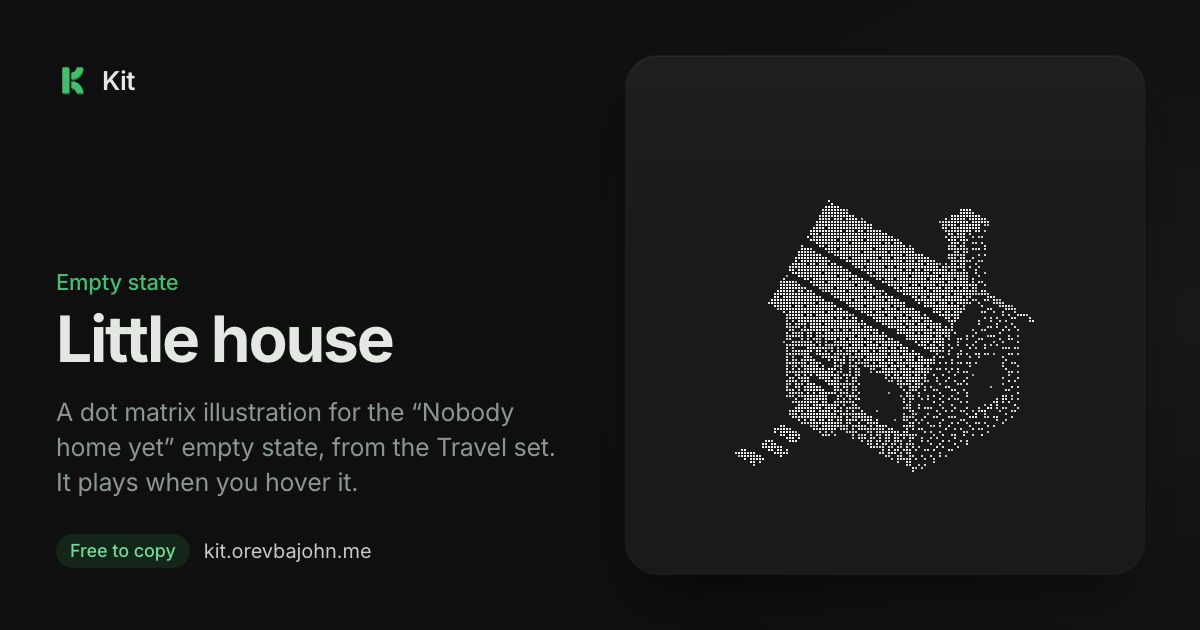 Kit
Empty state
Little house
A dot matrix illustration for the “Nobody
home yet” empty state, from the Travel set.
It plays when you hover it.
Free to copy
kit.orevbajohn.me